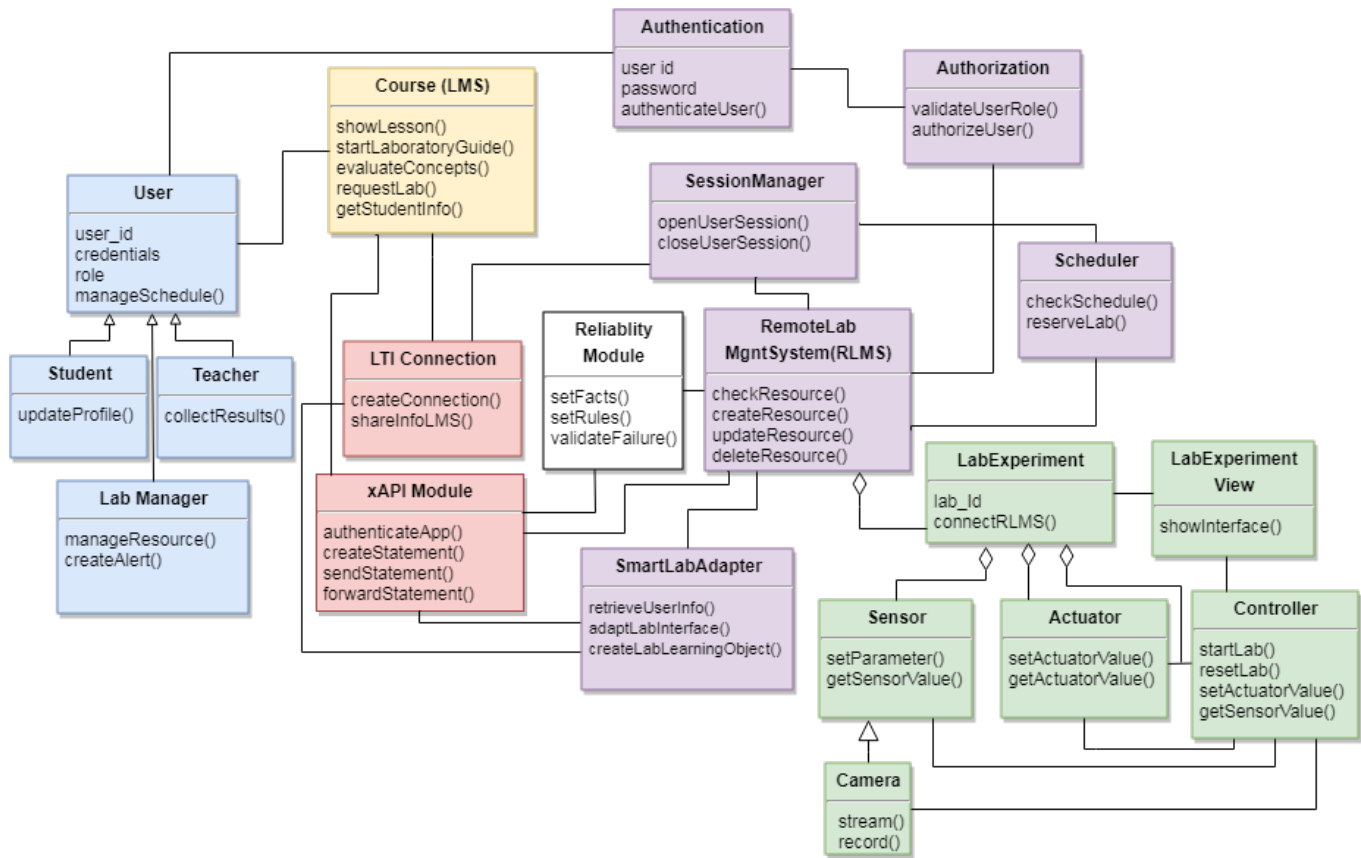 Authentication
user id
password
authenticateUser()
Authorization
validateUserRole()
authorizeUser()
Course (LMS)
showLesson()
startLaboratoryGuide()
evaluateConcepts()
requestLab()
getStudentInfo()
User
user_id
credentials
role
manageSchedule()
SessionManager
openUserSession()
closeUserSession()
Scheduler
checkSchedule()
reserveLab()
Student
updateProfile()
Teacher
collectResults()
Lab Manager
manageResource()
createAlert()
LTI Connection
createConnection()
shareInfoLMS()
Reliablity
Module
setFacts()
setRules()
validateFailure()
RemoteLab
MgntSystem(RLMS)
checkResource()
createResource()
updateResource()
deleteResource()
xAPI Module
authenticateApp()
createStatement()
sendStatement()
forwardStatement()
SmartLabAdapter
retrieveUserInfo()
adaptLabInterface()
createLabLearningObject()
LabExperiment
lab_Id
connectRLMS()
LabExperiment
View
showInterface()
Sensor
setParameter()
getSensorValue()
Actuator
setActuatorValue()
getActuatorValue()
Controller
startLab()
resetLab()
setActuatorValue()
getSensorValue()
Camera
stream()
record()